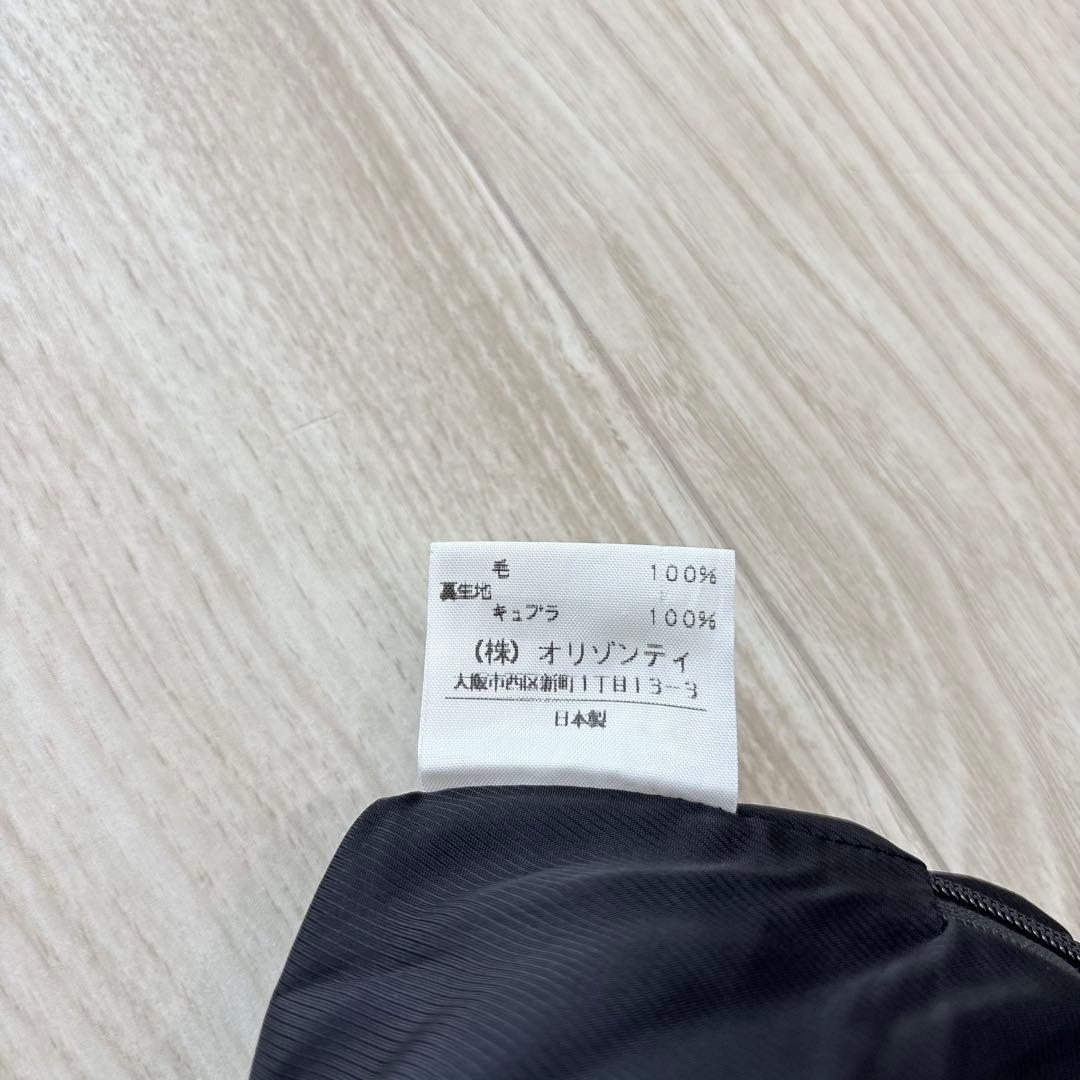 毛 100%
裏生地
キュプラ 100%
(株) オリゾンティ
大阪市西区新町1丁目13-3
日本製